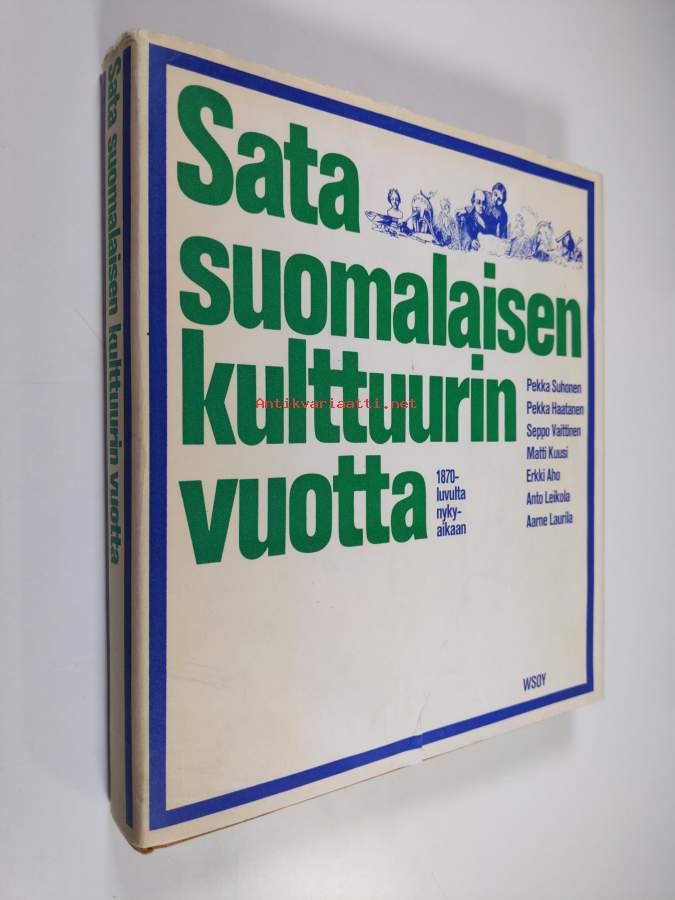 Sata suomalaisen kulttuurin vuotta
Sata
suomalaisen
kulttuurin
vuotta
1870-
luvulta
nyky-
aikaan
Pekka Suhonen
Pekka Haatanen
Seppo Vaittinen
Matti Kuusi
Erkki Aho
Anto Leikola
Aarne Laurila
WSOY
Antikvariaatti.net